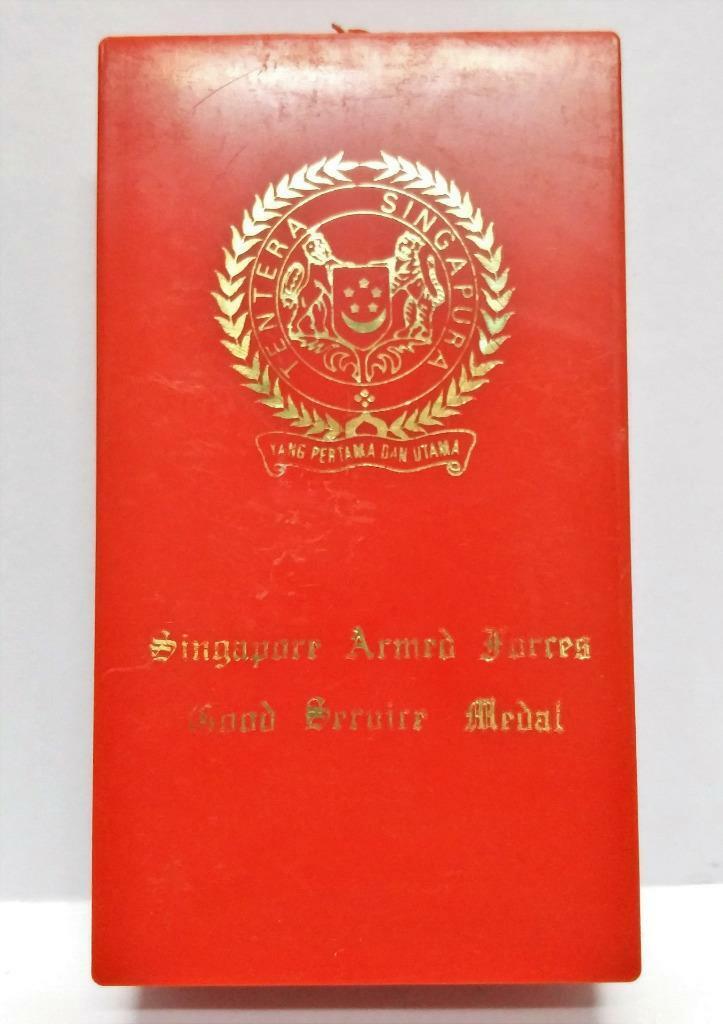 TENTERA SINGAPURA
YANG PERTAMA DAN UTAMA
Singapore Armed Forces
Good Service Medal